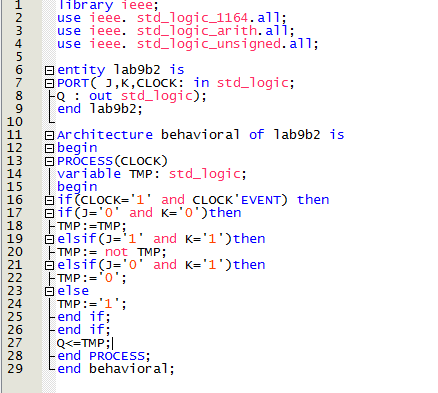 1 library ieee;
2 use ieee. std_logic_1164.all;
3 use ieee. std_logic_arith.all;
4 use ieee. std_logic_unsigned.all;
5
6 entity lab9b2 is
7 PORT( J,K,CLOCK: in std_logic;
8 Q : out std_logic);
9 end lab9b2;
10
11 Architecture behavioral of lab9b2 is
12 begin
13 PROCESS(CLOCK)
14 variable TMP: std_logic;
15 begin
16 if(CLOCK='1' and CLOCK'EVENT) then
17 if(J='0' and K='0')then
18 TMP:=TMP;
19 elsif(J='1' and K='1')then
20 TMP:= not TMP;
21 elsif(J='0' and K='1')then
22 TMP:='0';
23 else
24 TMP:='1';
25 end if;
26 end if;
27 Q<=TMP;
28 end PROCESS;
29 end behavioral;